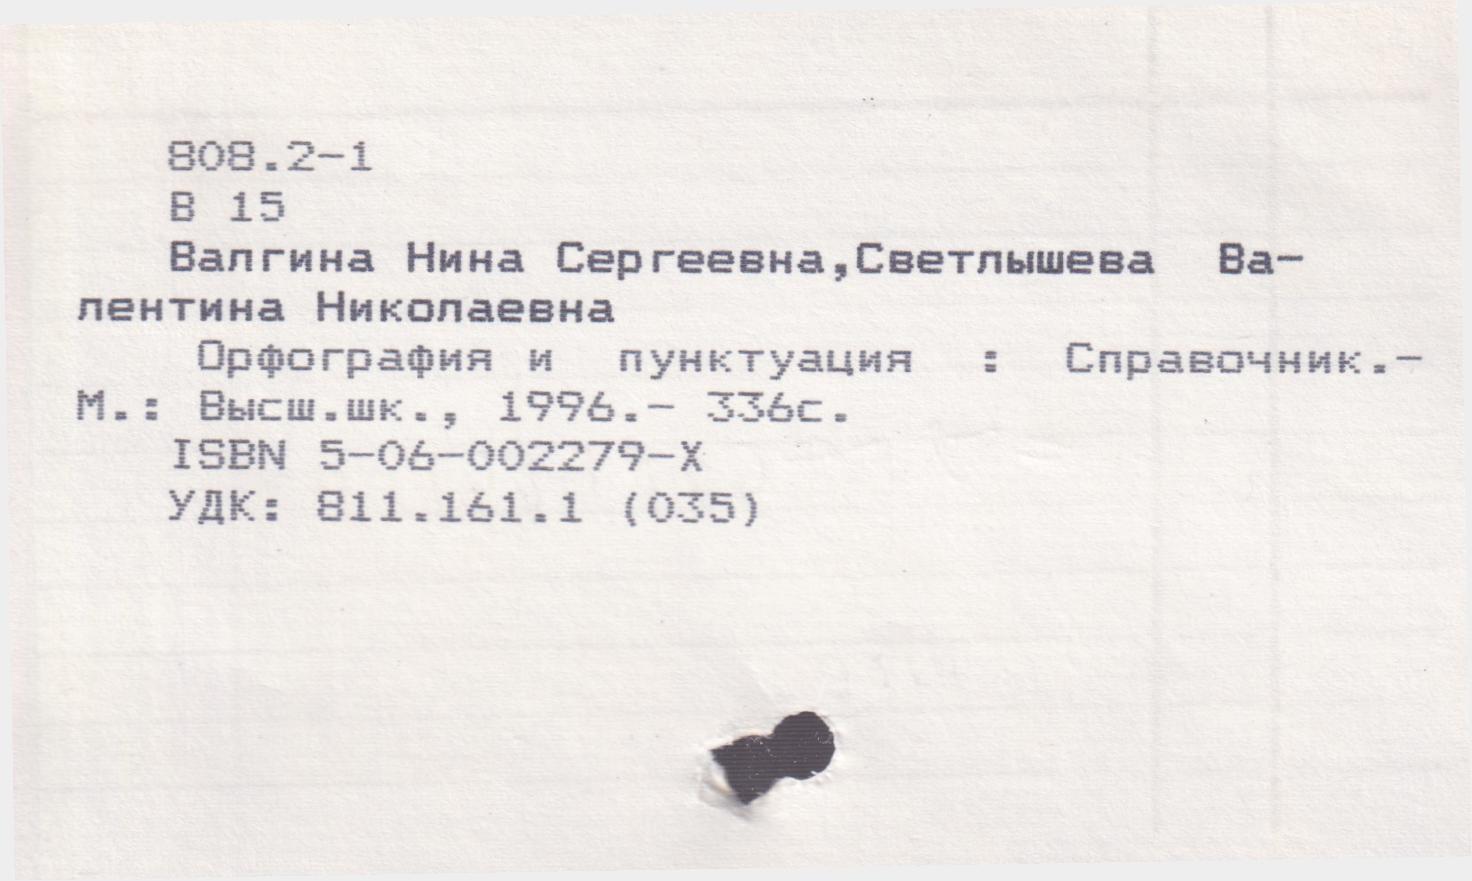 808.2-1
В 15
Валгина Нина Сергеевна,Светлышева Ва-
лентина Николаевна
Орфография и пунктуация : Справочник.-
М.: Высш.шк., 1996.- 336с.
ISBN 5-06-002279-X
УДК: 811.161.1 (035)